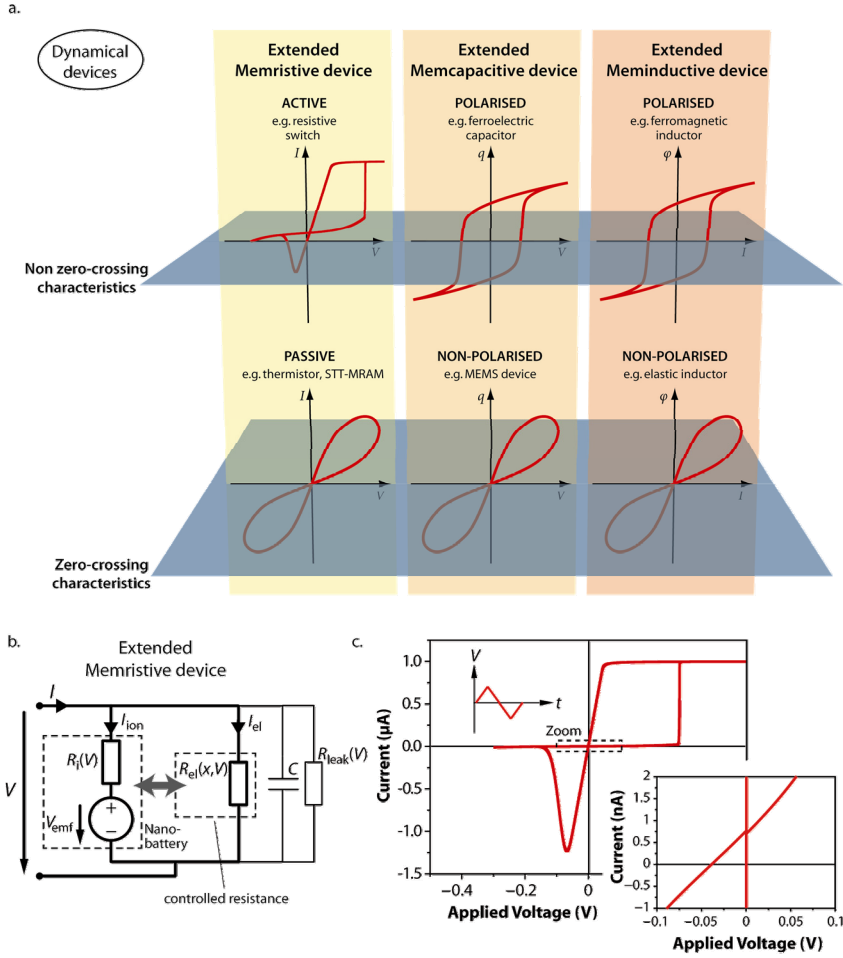 a.
Dynamical
devices
Extended
Memristive device
Extended
Memcapacitive device
Extended
Meminductive device
ACTIVE
e.g. resistive
switch
POLARISED
e.g. ferroelectric
capacitor
POLARISED
e.g. ferromagnetic
inductor
I
q
φ
V
V
I
Non zero-crossing
characteristics
PASSIVE
e.g. thermistor, STT-MRAM
NON-POLARISED
e.g. MEMS device
NON-POLARISED
e.g. elastic inductor
I
q
φ
V
V
I
Zero-crossing
characteristics
b.
Extended
Memristive device
I
I_ion
I_el
R_i(V)
R_el(x,V)
C
R_leak(V)
V
V_emf
+
−
Nano-
battery
controlled resistance
c.
Current (µA)
1.0
0.5
0.0
-0.5
-1.0
-1.5
V
t
Zoom
-0.4
-0.2
0
Applied Voltage (V)
Current (nA)
2
1.5
1
0.5
0
-0.5
-1
-0.1
-0.05
0
0.05
0.1
Applied Voltage (V)